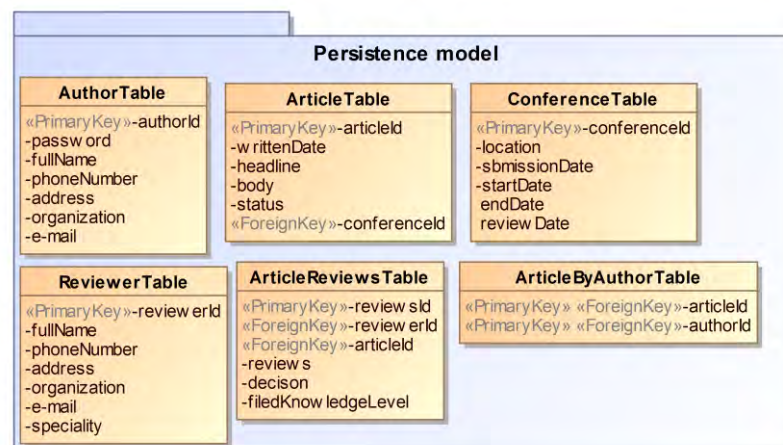 Persistence model
AuthorTable
«PrimaryKey»-authorId
-password
-fullName
-phoneNumber
-address
-organization
-e-mail
ArticleTable
«PrimaryKey»-articleId
-writtenDate
-headline
-body
-status
«ForeignKey»-conferenceId
ConferenceTable
«PrimaryKey»-conferenceId
-location
-sbmissionDate
-startDate
endDate
reviewDate
ReviewerTable
«PrimaryKey»-reviewerId
-fullName
-phoneNumber
-address
-organization
-e-mail
-speciality
ArticleReviewsTable
«PrimaryKey»-reviewsId
«ForeignKey»-reviewerId
«ForeignKey»-articleId
-reviews
-decison
-filedKnowledgeLevel
ArticleByAuthorTable
«PrimaryKey» «ForeignKey»-articleId
«PrimaryKey» «ForeignKey»-authorId